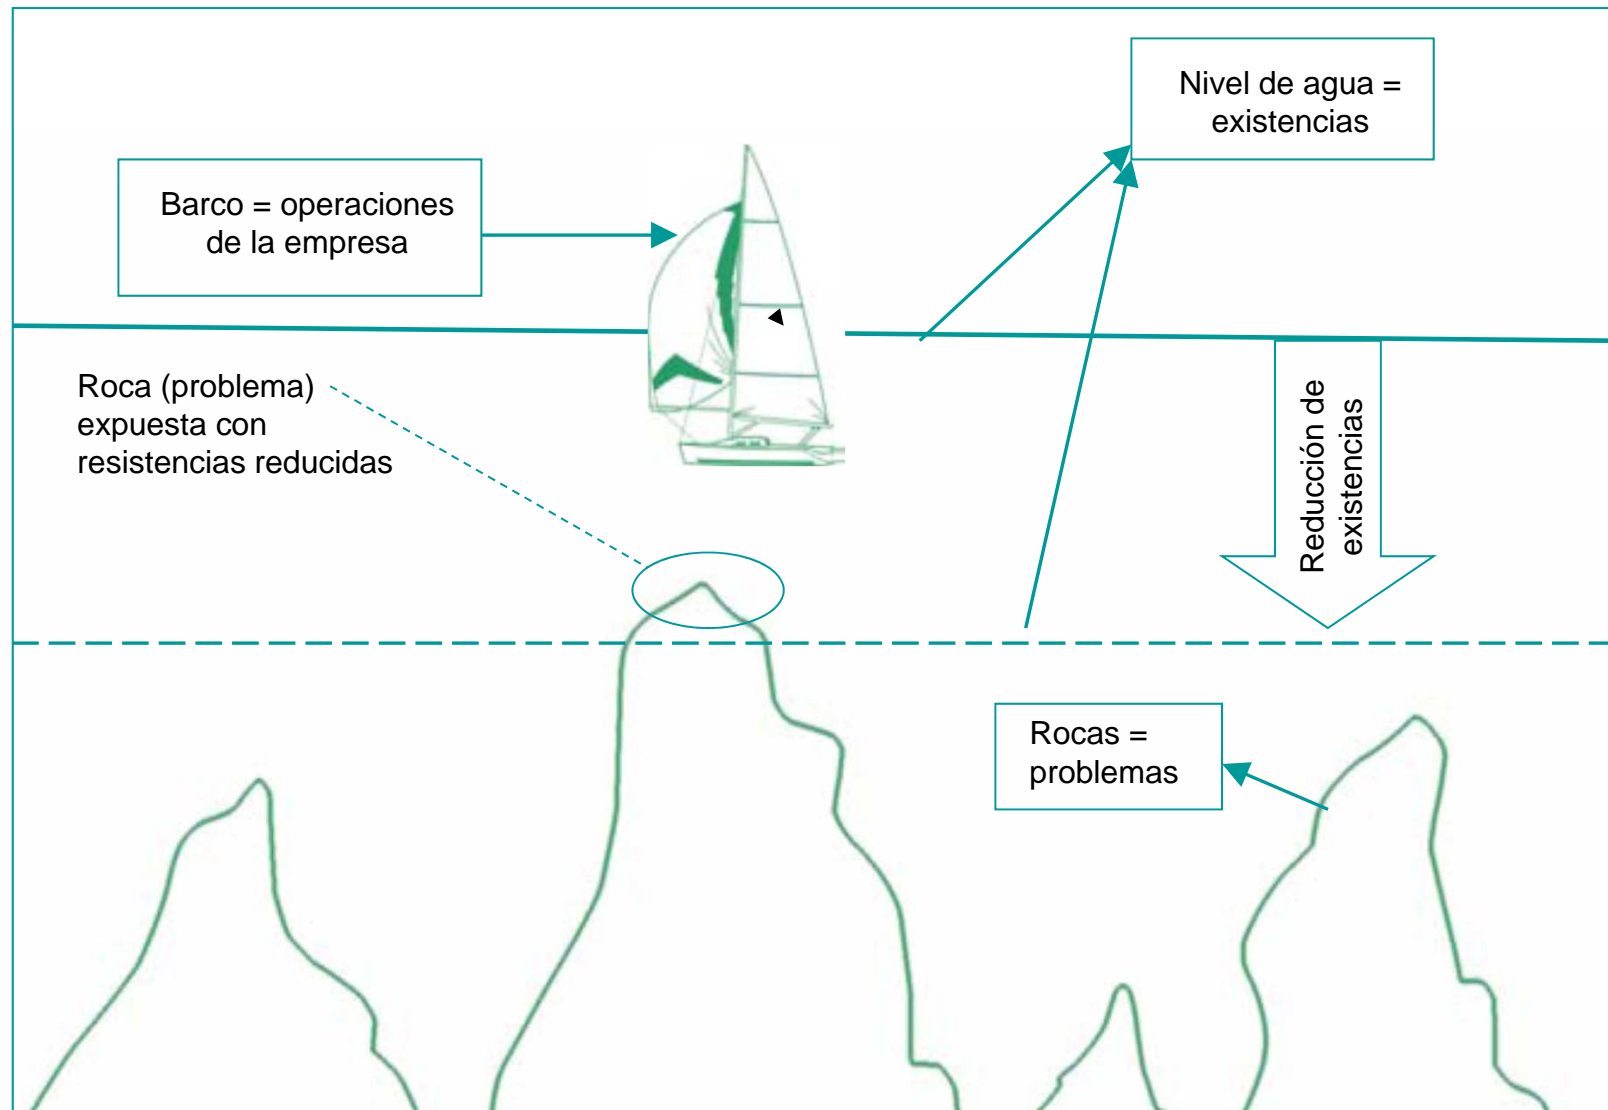 Nivel de agua =
existencias
Barco = operaciones
de la empresa
Roca (problema)
expuesta con
resistencias reducidas
Reducción de
existencias
Rocas =
problemas